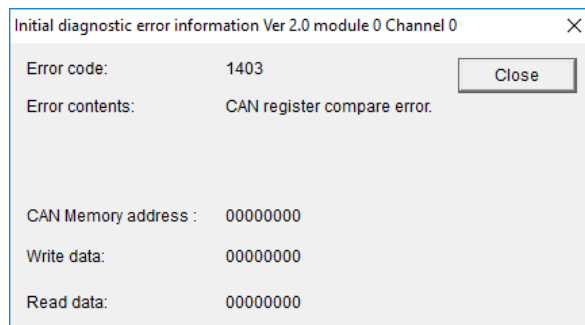 Initial diagnostic error information Ver 2.0 module 0 Channel 0
Error code: 1403
Close
Error contents: CAN register compare error.
CAN Memory address : 00000000
Write data: 00000000
Read data: 00000000